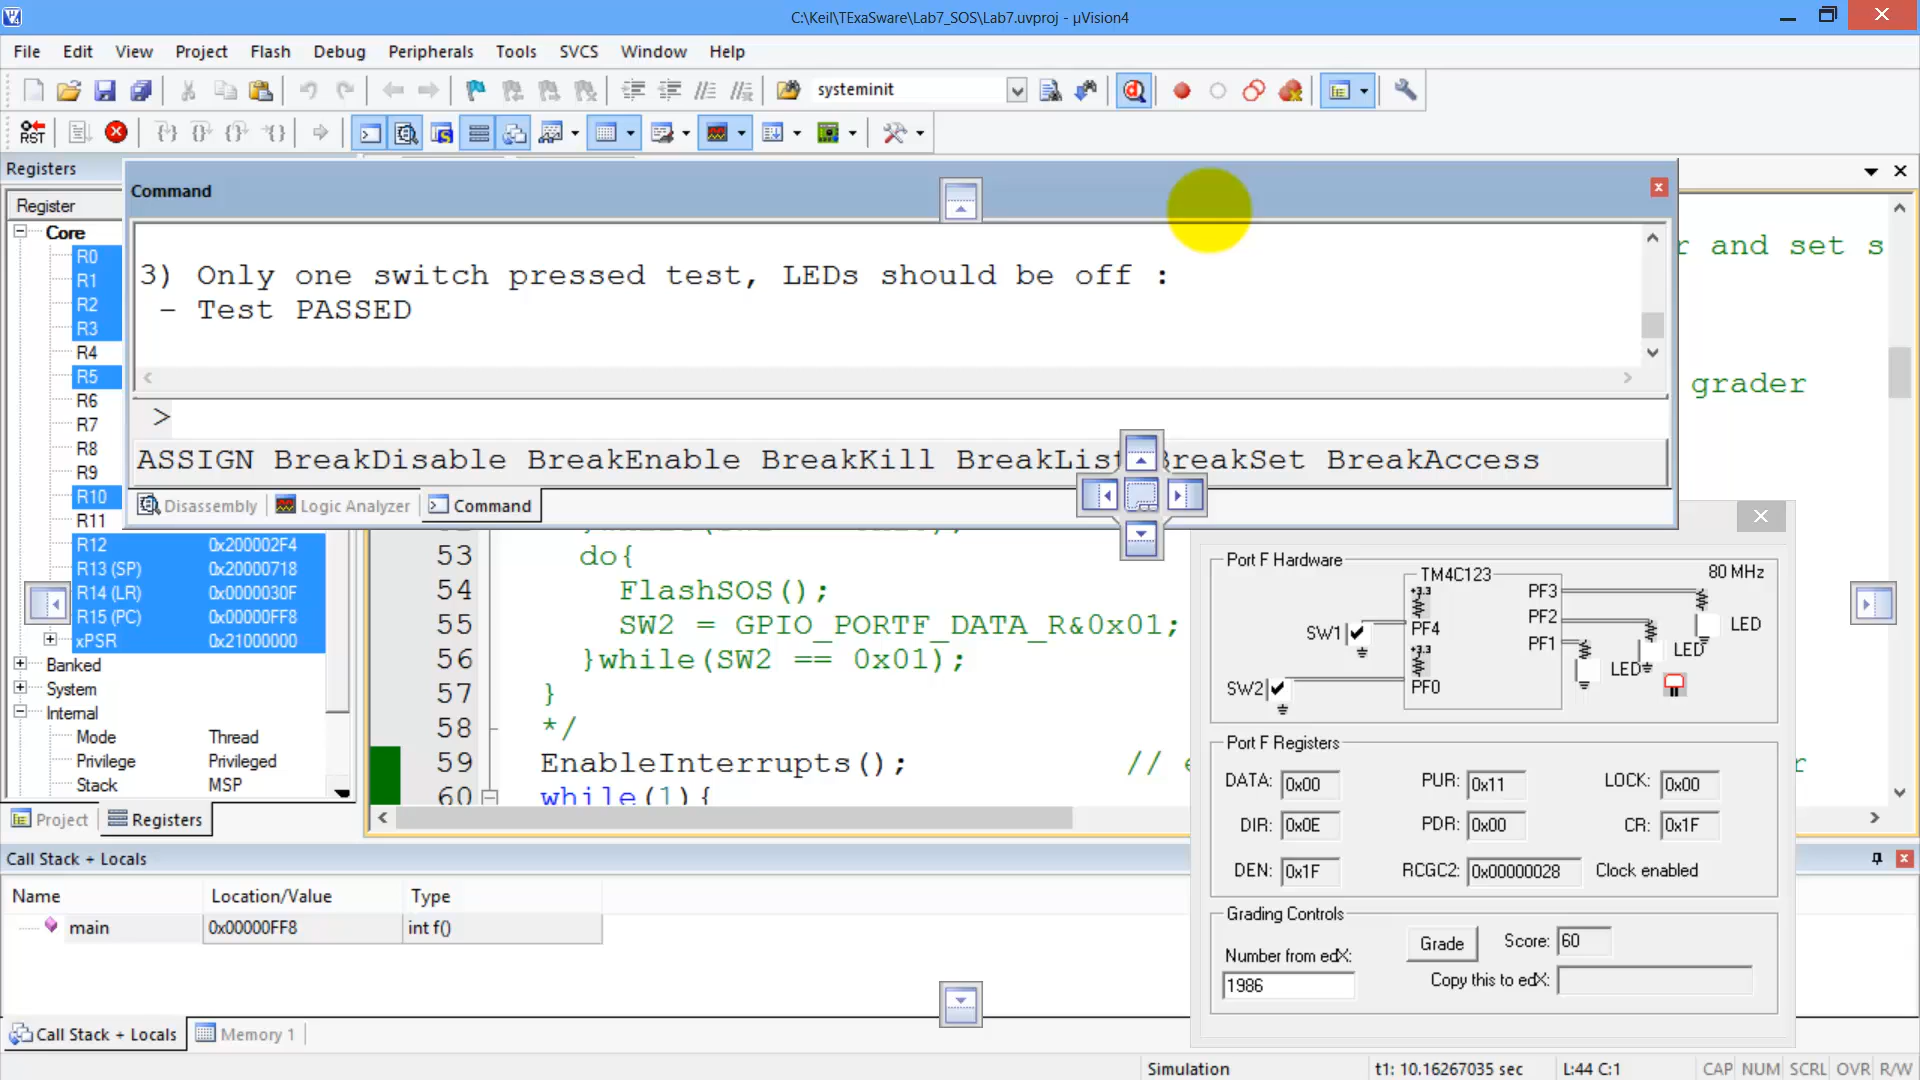 C:\Keil\TExaSware\Lab7_SOS\Lab7.uvproj - µVision4
File Edit View Project Flash Debug Peripherals Tools SVCS Window Help
systeminit
RST
Registers
Register
Core
R0
R1
R2
R3
R4
R5
R6
R7
R8
R9
R10
R11
R12 0x200002F4
R13 (SP) 0x20000718
R14 (LR) 0x0000030F
R15 (PC) 0x00000FF8
xPSR 0x21000000
Banked
System
Internal
Mode Thread
Privilege Privileged
Stack MSP
Project Registers
Command
3) Only one switch pressed test, LEDs should be off :
- Test PASSED
>
ASSIGN BreakDisable BreakEnable BreakKill BreakList BreakSet BreakAccess
Disassembly Logic Analyzer Command
r and set s
grader
53 do{
54 FlashSOS();
55 SW2 = GPIO_PORTF_DATA_R&0x01;
56 }while(SW2 == 0x01);
57 }
58 */
59 EnableInterrupts(); //
60 while(1){
Port F Hardware
TM4C123
80 MHz
+3.3
PF3
PF2
PF1
SW1
PF4
+3.3
SW2
PF0
LED
LED
LED
Port F Registers
DATA: 0x00 PUR: 0x11 LOCK: 0x00
DIR: 0x0E PDR: 0x00 CR: 0x1F
DEN: 0x1F RCGC2: 0x00000028 Clock enabled
Grading Controls
Number from edX:
1986
Grade Score: 60
Copy this to edX:
Call Stack + Locals
Name Location/Value Type
main 0x00000FF8 int f()
Call Stack + Locals Memory 1
Simulation t1: 10.16267035 sec L:44 C:1 CAP NUM SCRL OVR R/W